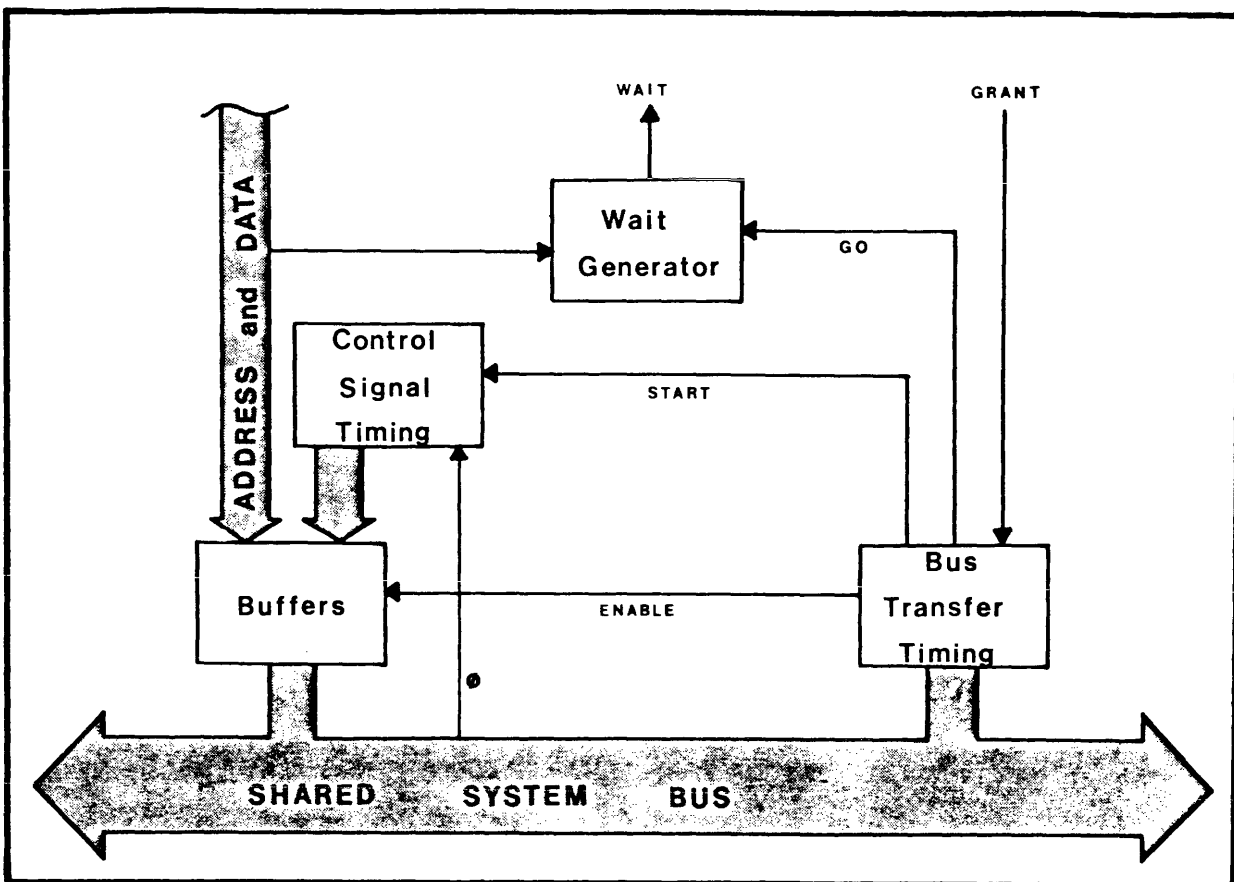 WAIT
GRANT
ADDRESS and DATA
Wait
Generator
GO
Control
Signal
Timing
START
Buffers
ENABLE
Bus
Transfer
Timing
ø
SHARED SYSTEM BUS